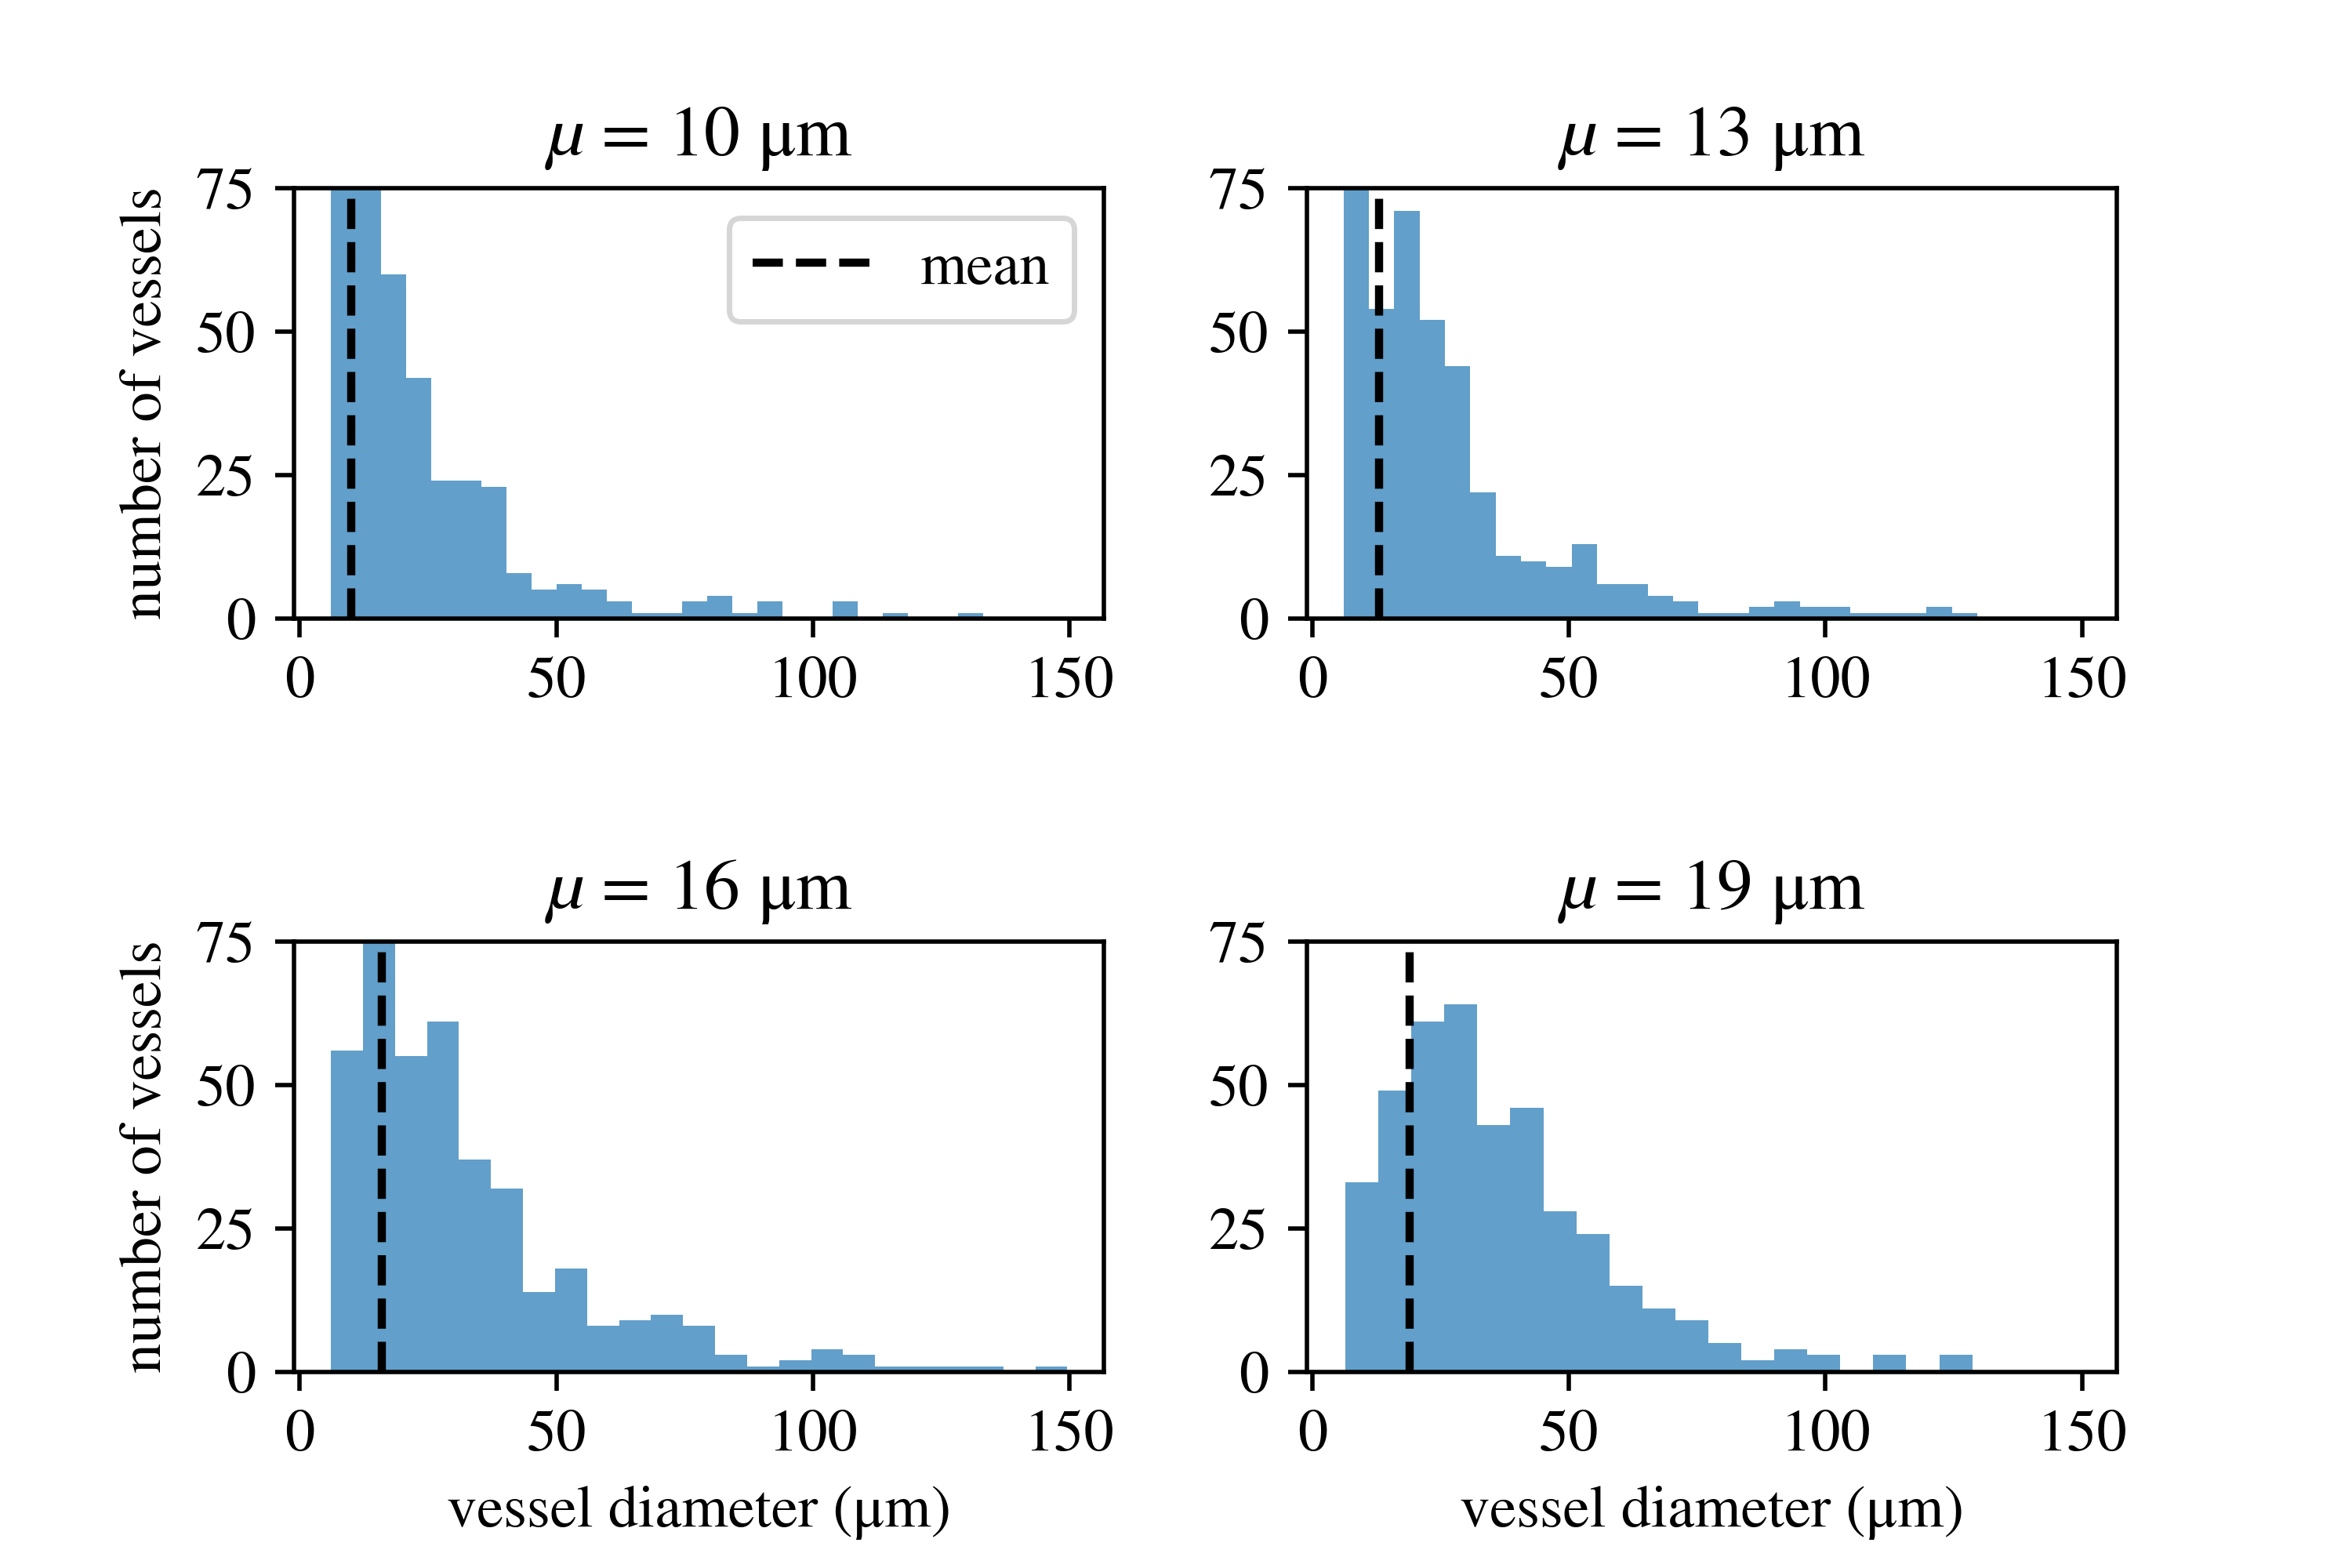 μ = 10 μm
number of vessels
75
50
25
0
mean
0 50 100 150
μ = 13 μm
75
50
25
0
0 50 100 150
μ = 16 μm
number of vessels
75
50
25
0
0 50 100 150
vessel diameter (μm)
μ = 19 μm
75
50
25
0
0 50 100 150
vessel diameter (μm)